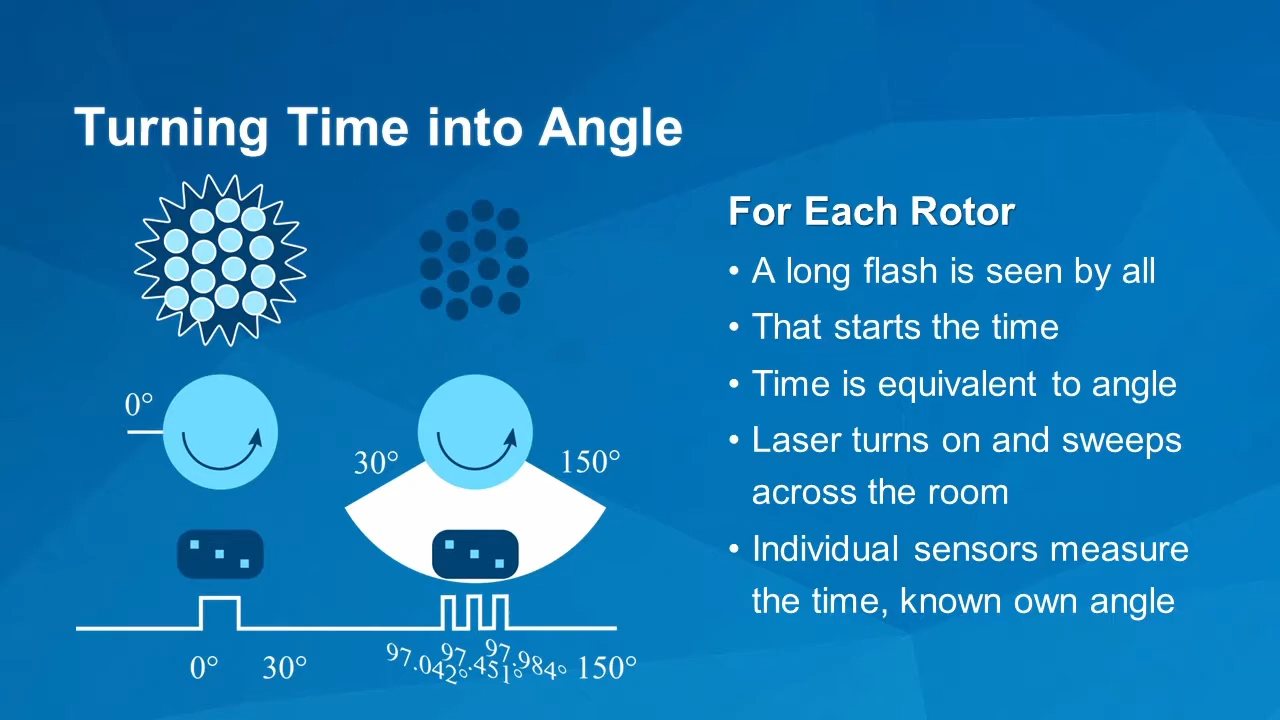 Turning Time into Angle
0°
30°
150°
0°
30°
97.042°
97.451°
97.984°
150°
For Each Rotor
• A long flash is seen by all
• That starts the time
• Time is equivalent to angle
• Laser turns on and sweeps
across the room
• Individual sensors measure
the time, known own angle